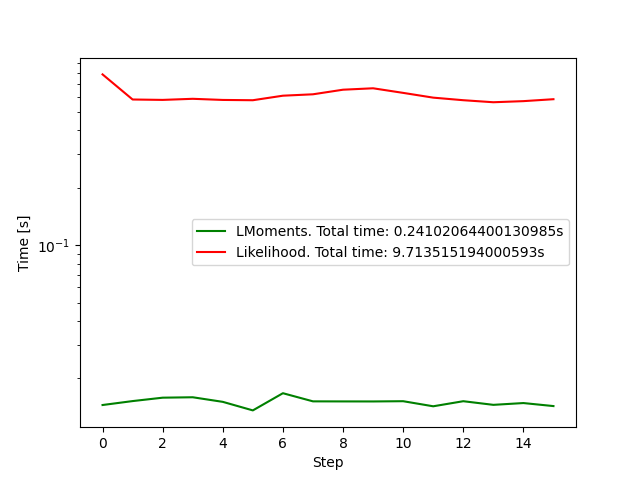 Time [s]
10⁻¹
LMoments. Total time: 0.24102064400130985s
Likelihood. Total time: 9.713515194000593s
0 2 4 6 8 10 12 14
Step